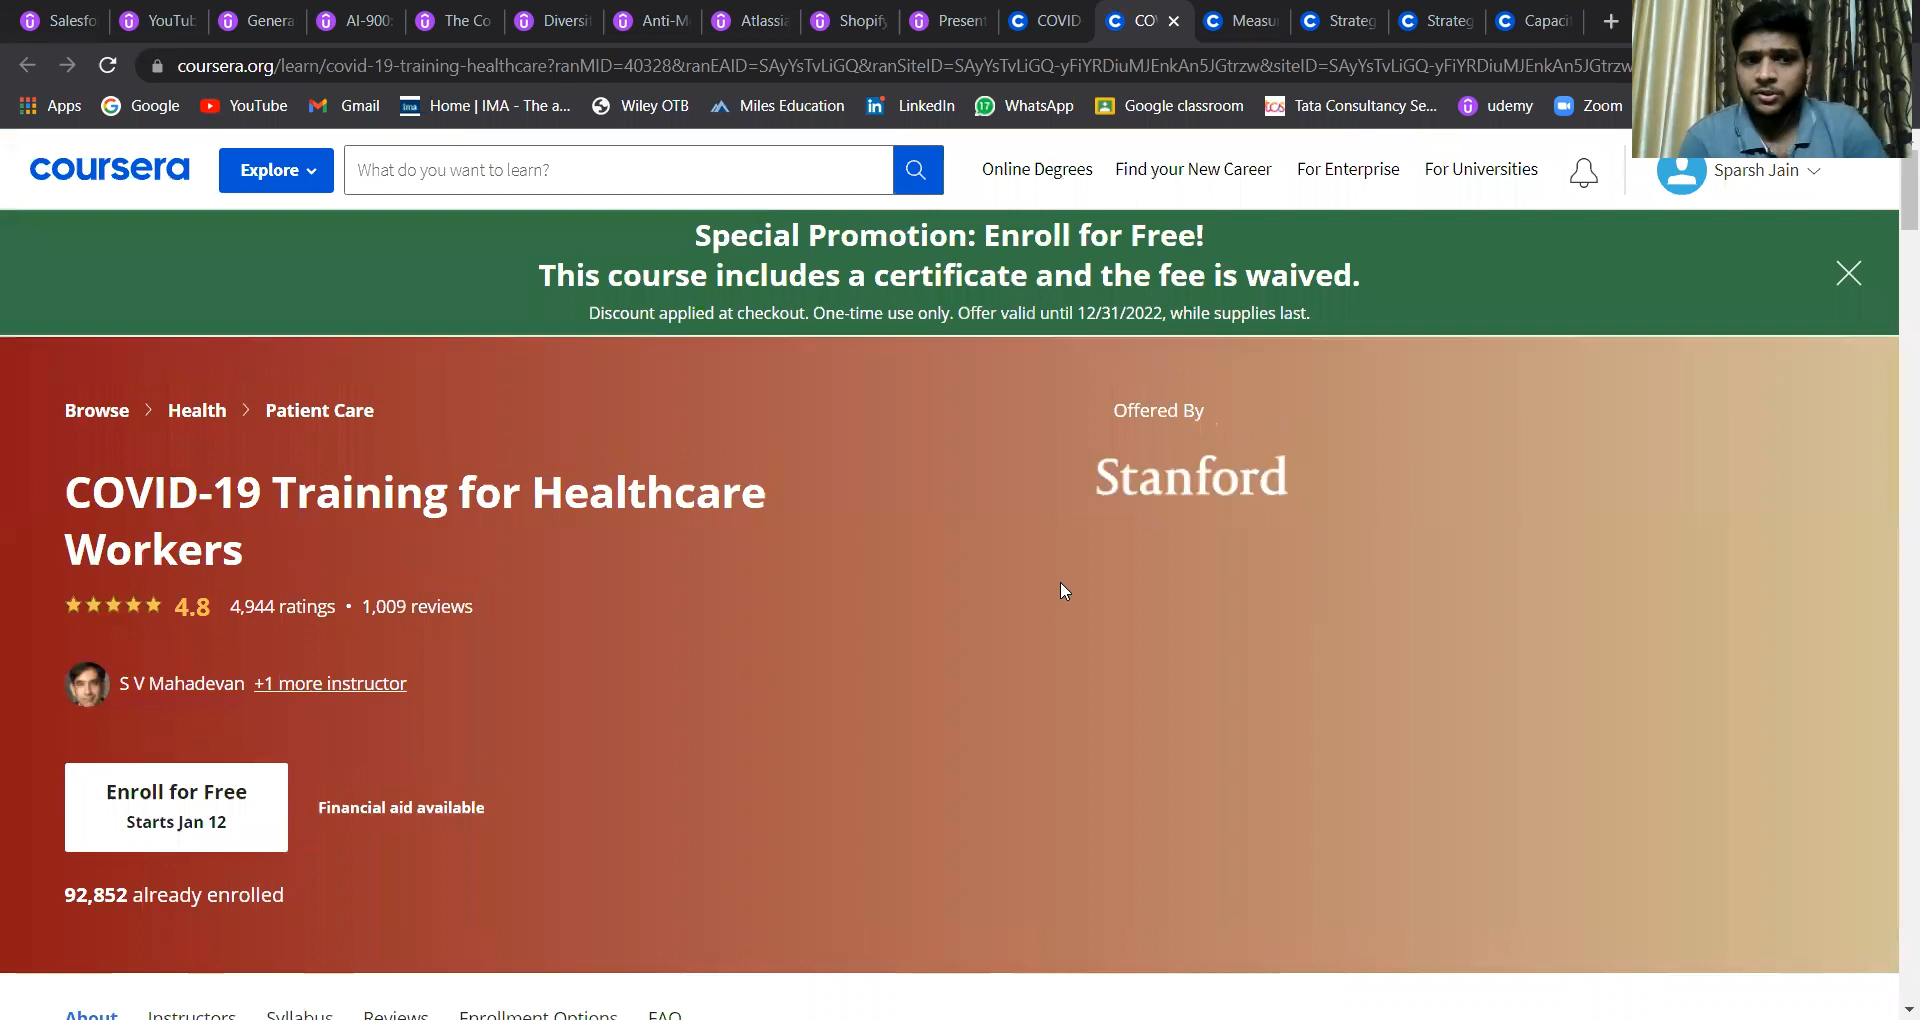 Salesfo YouTub Genera AI-900: The Co Diversit Anti-M Atlassia Shopify Present COVID CO Measu Strateg Strateg Capaci
coursera.org/learn/covid-19-training-healthcare?ranMID=40328&ranEAID=SAyYsTvLiGQ&ranSiteID=SAyYsTvLiGQ-yFiYRDiuMJEnkAn5JGtrzw&siteID=SAyYsTvLiGQ-yFiYRDiuMJEnkAn5JGtrzw
Apps Google YouTube Gmail ima Home | IMA - The a... Wiley OTB Miles Education LinkedIn 17 WhatsApp Google classroom tcs Tata Consultancy Se... udemy Zoom
coursera Explore What do you want to learn? Online Degrees Find your New Career For Enterprise For Universities Sparsh Jain
Special Promotion: Enroll for Free!
This course includes a certificate and the fee is waived.
Discount applied at checkout. One-time use only. Offer valid until 12/31/2022, while supplies last.
Browse > Health > Patient Care
Offered By
Stanford
COVID-19 Training for Healthcare
Workers
4.8 4,944 ratings • 1,009 reviews
S V Mahadevan +1 more instructor
Enroll for Free
Starts Jan 12
Financial aid available
92,852 already enrolled
About Instructors Syllabus Reviews Enrollment Options FAQ